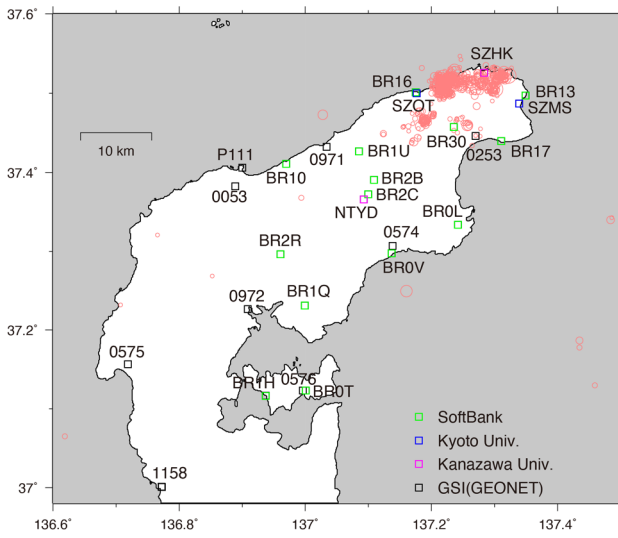 37.6°
SZHK
BR16
BR13
SZOT
SZMS
P111
0971
BR1U
BR30
0253
BR17
10 km
37.4°
BR10
BR2B
0053
BR2C
NTYD
BR0L
0574
BR2R
BR0V
0972
BR1Q
37.2°
0575
BR1H
0576
BR0T
SoftBank
Kyoto Univ.
Kanazawa Univ.
1158
GSI(GEONET)
37°
136.6° 136.8° 137° 137.2° 137.4°